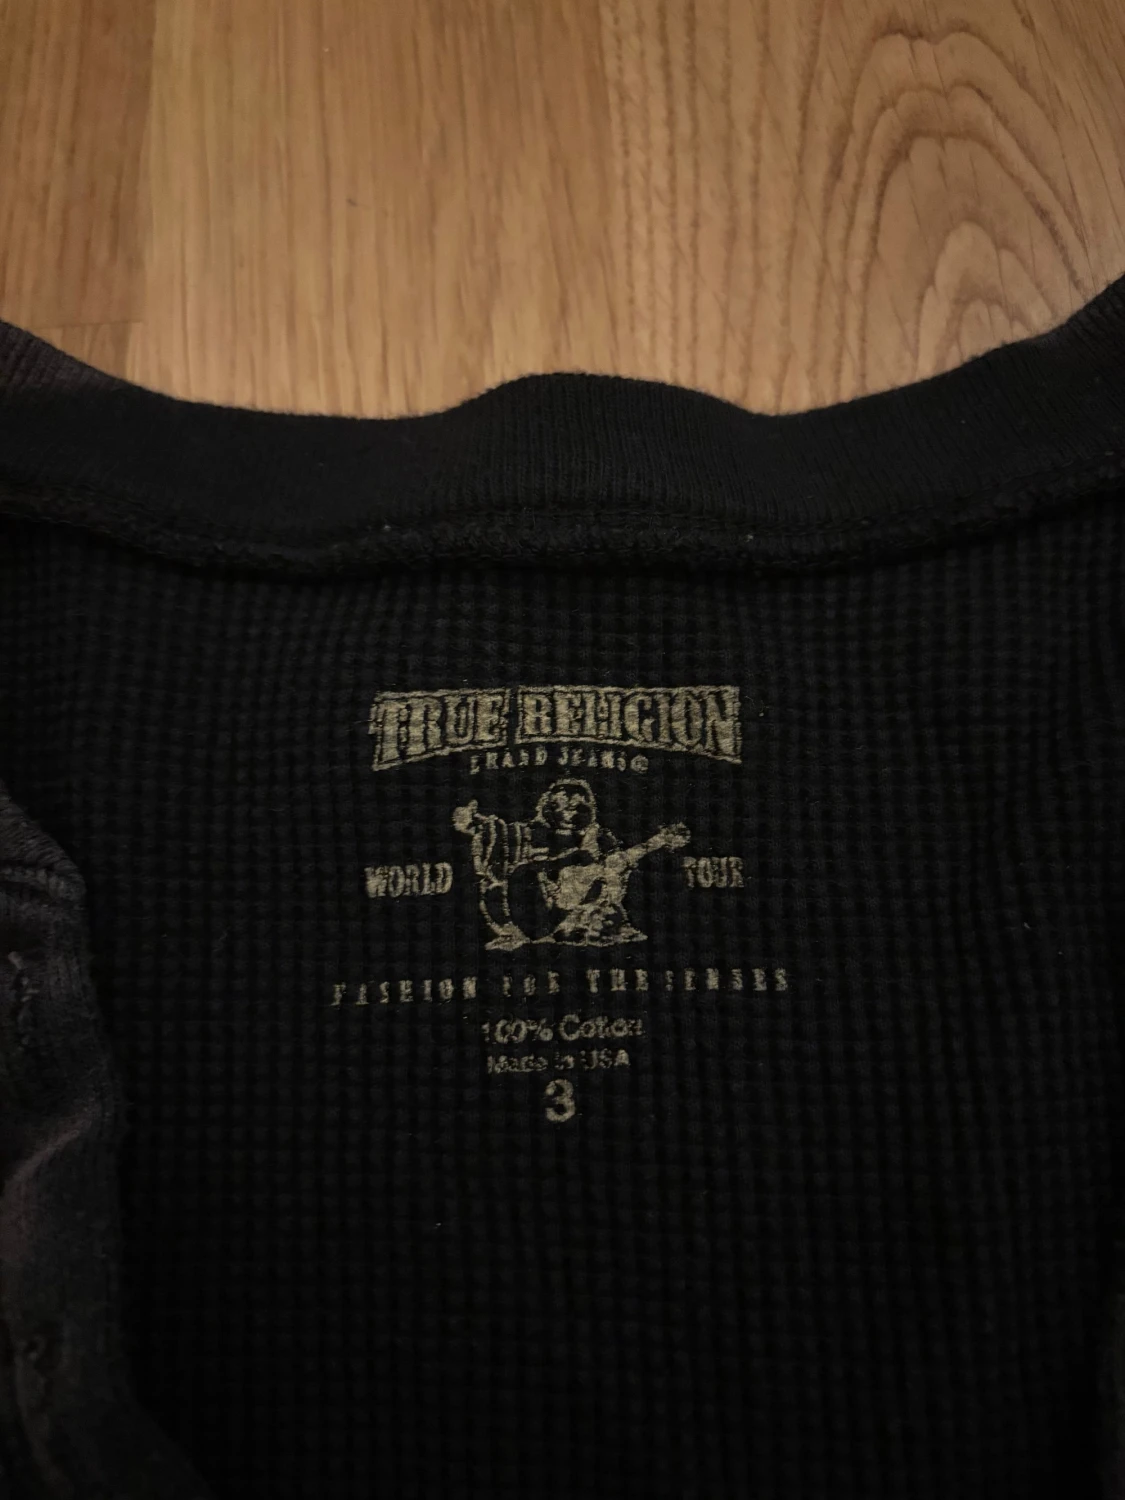 TRUE RELIGION
BRAND JEANS®
WORLD TOUR
FASHION FOR THE SENSES
100% Cotton
Made in USA
3